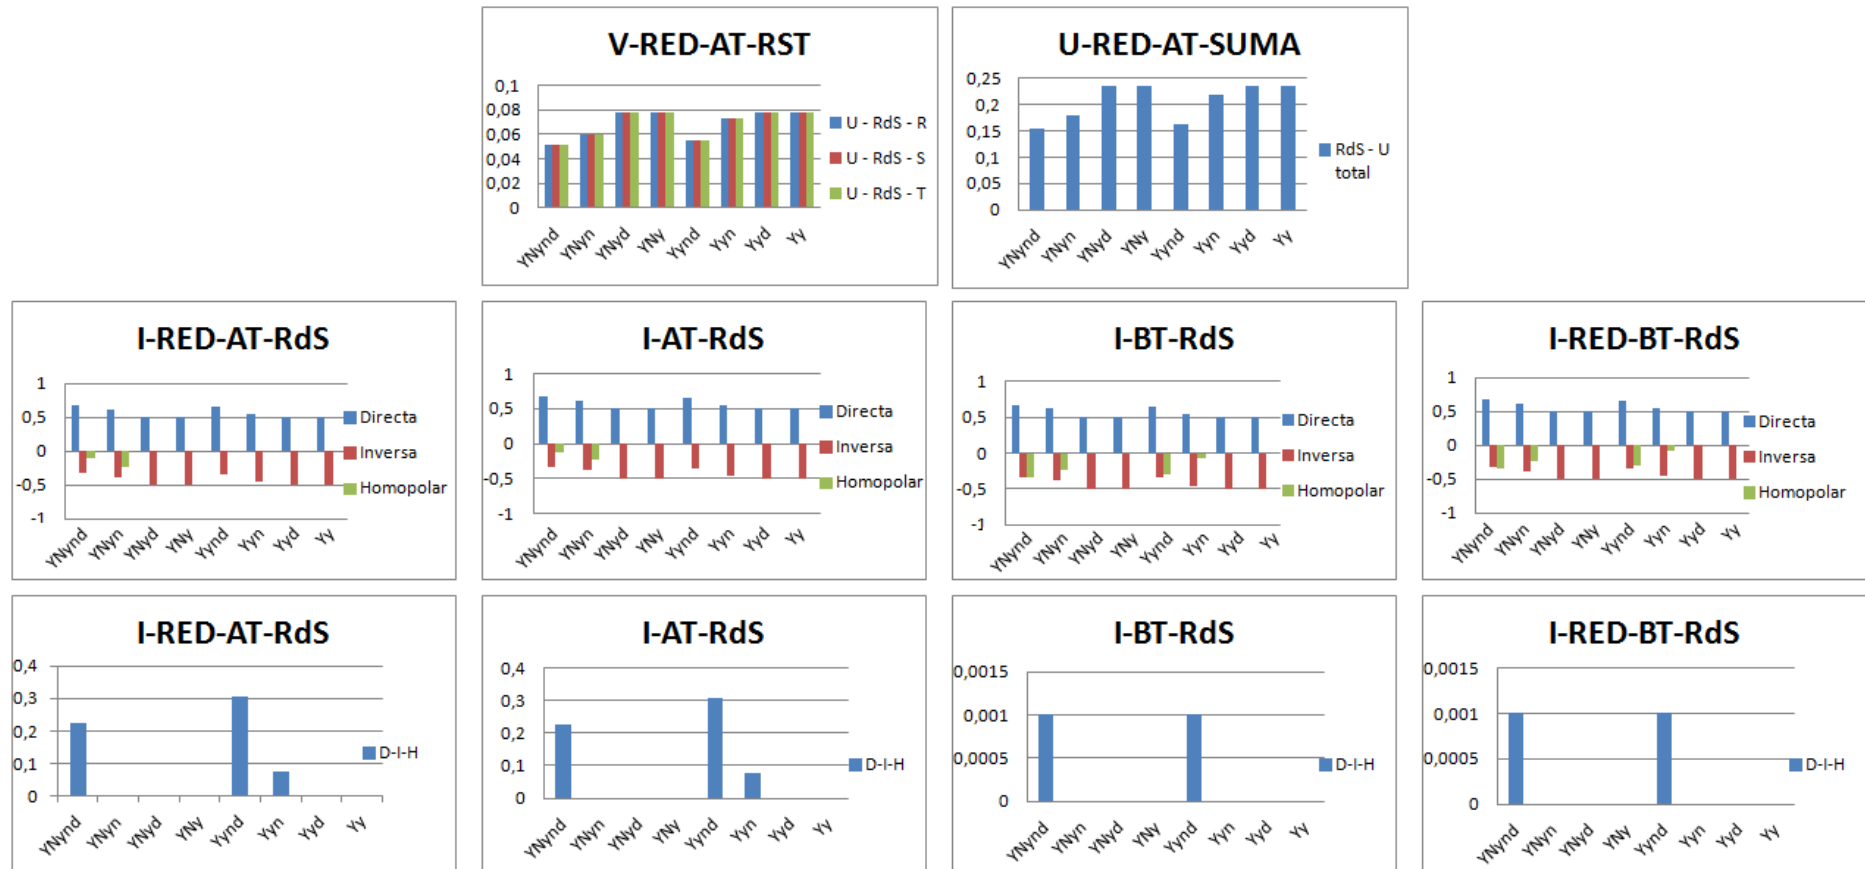 V-RED-AT-RST
0,1
0,08
0,06
0,04
0,02
0
U - RdS - R
U - RdS - S
U - RdS - T
YNynd
YNyn
YNyd
YNy
Yynd
Yyn
Yyd
Yy
U-RED-AT-SUMA
0,25
0,2
0,15
0,1
0,05
0
RdS - U
total
YNynd
YNyn
YNyd
YNy
Yynd
Yyn
Yyd
Yy
I-RED-AT-RdS
1
0,5
0
-0,5
-1
Directa
Inversa
Homopolar
YNynd
YNyn
YNyd
YNy
Yynd
Yyn
Yyd
Yy
I-AT-RdS
1
0,5
0
-0,5
-1
Directa
Inversa
Homopolar
YNynd
YNyn
YNyd
YNy
Yynd
Yyn
Yyd
Yy
I-BT-RdS
1
0,5
0
-0,5
-1
Directa
Inversa
Homopolar
YNynd
YNyn
YNyd
YNy
Yynd
Yyn
Yyd
Yy
I-RED-BT-RdS
1
0,5
0
-0,5
-1
Directa
Inversa
Homopolar
YNynd
YNyn
YNyd
YNy
Yynd
Yyn
Yyd
Yy
I-RED-AT-RdS
0,4
0,3
0,2
0,1
0
D-I-H
YNynd
YNyn
YNyd
YNy
Yynd
Yyn
Yyd
Yy
I-AT-RdS
0,4
0,3
0,2
0,1
0
D-I-H
YNynd
YNyn
YNyd
YNy
Yynd
Yyn
Yyd
Yy
I-BT-RdS
0,0015
0,001
0,0005
0
D-I-H
YNynd
YNyn
YNyd
YNy
Yynd
Yyn
Yyd
Yy
I-RED-BT-RdS
0,0015
0,001
0,0005
0
D-I-H
YNynd
YNyn
YNyd
YNy
Yynd
Yyn
Yyd
Yy